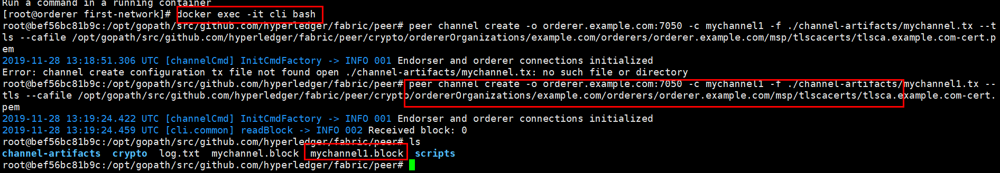 Run a command in a running container
[root@orderer first-network]# docker exec -it cli bash
root@bef56bc81b9c:/opt/gopath/src/github.com/hyperledger/fabric/peer# peer channel create -o orderer.example.com:7050 -c mychannel1 -f ./channel-artifacts/mychannel.tx --t
ls --cafile /opt/gopath/src/github.com/hyperledger/fabric/peer/crypto/ordererOrganizations/example.com/orderers/orderer.example.com/msp/tlscacerts/tlsca.example.com-cert.p
em
2019-11-28 13:18:51.306 UTC [channelCmd] InitCmdFactory -> INFO 001 Endorser and orderer connections initialized
Error: channel create configuration tx file not found open ./channel-artifacts/mychannel.tx: no such file or directory
root@bef56bc81b9c:/opt/gopath/src/github.com/hyperledger/fabric/peer# peer channel create -o orderer.example.com:7050 -c mychannel1 -f ./channel-artifacts/mychannel1.tx --
tls --cafile /opt/gopath/src/github.com/hyperledger/fabric/peer/crypto/ordererOrganizations/example.com/orderers/orderer.example.com/msp/tlscacerts/tlsca.example.com-cert.
pem
2019-11-28 13:19:24.422 UTC [channelCmd] InitCmdFactory -> INFO 001 Endorser and orderer connections initialized
2019-11-28 13:19:24.459 UTC [cli.common] readBlock -> INFO 002 Received block: 0
root@bef56bc81b9c:/opt/gopath/src/github.com/hyperledger/fabric/peer# ls
channel-artifacts  crypto  log.txt  mychannel.block  mychannel1.block  scripts
root@bef56bc81b9c:/opt/gopath/src/github.com/hyperledger/fabric/peer#